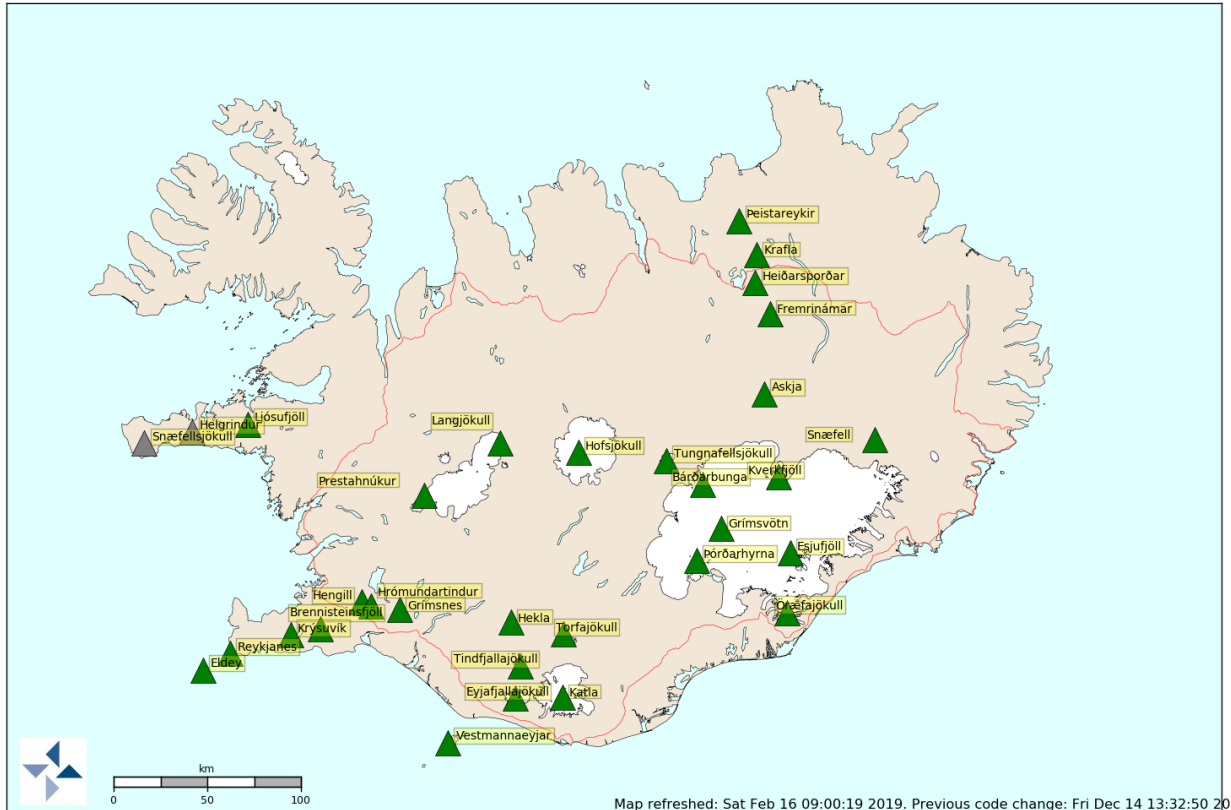 Þeistareykir
Krafla
Heiðarsporðar
Fremrinámar
Askja
Ljósufjöll
Helgrindur
Snæfellsjökull
Langjökull
Hofsjökull
Snæfell
Tungnafellsjökull
Kverkfjöll
Bárðarbunga
Prestahnúkur
Grímsvötn
Esjufjöll
Þórðarhyrna
Hengill
Hrómundartindur
Brennisteinsfjöll
Grímsnes
Öræfajökull
Hekla
Torfajökull
Krýsuvík
Reykjanes
Eldey
Tindfjallajökull
Eyjafjallajökull
Katla
Vestmannaeyjar
km
0 50 100
Map refreshed: Sat Feb 16 09:00:19 2019. Previous code change: Fri Dec 14 13:32:50 20